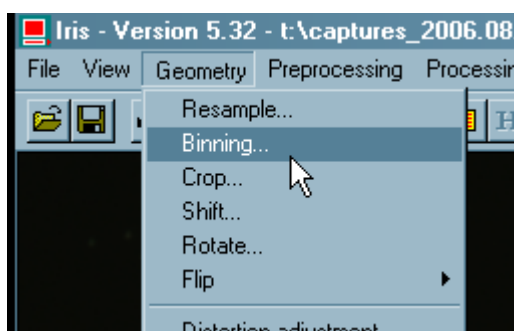 Iris - Version 5.32 - t:\captures_2006.08
File View Geometry Preprocessing
Resample...
Binning...
Crop...
Shift...
Rotate...
Flip